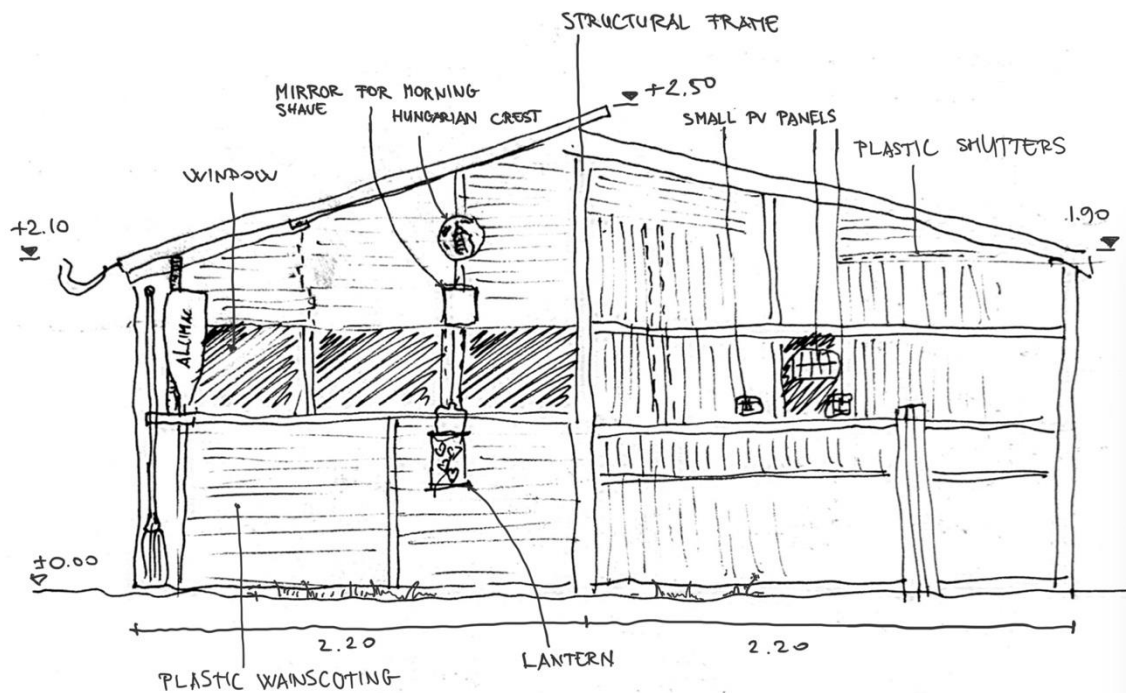 STRUCTURAL FRAME
MIRROR FOR MORNING
SHAVE
+2.50
HUNGARIAN CREST
SMALL PV PANELS
PLASTIC SHUTTERS
WINDOW
+2.10
1.90
ALUMAC
±0.00
2.20
2.20
LANTERN
PLASTIC WAINSCOTING